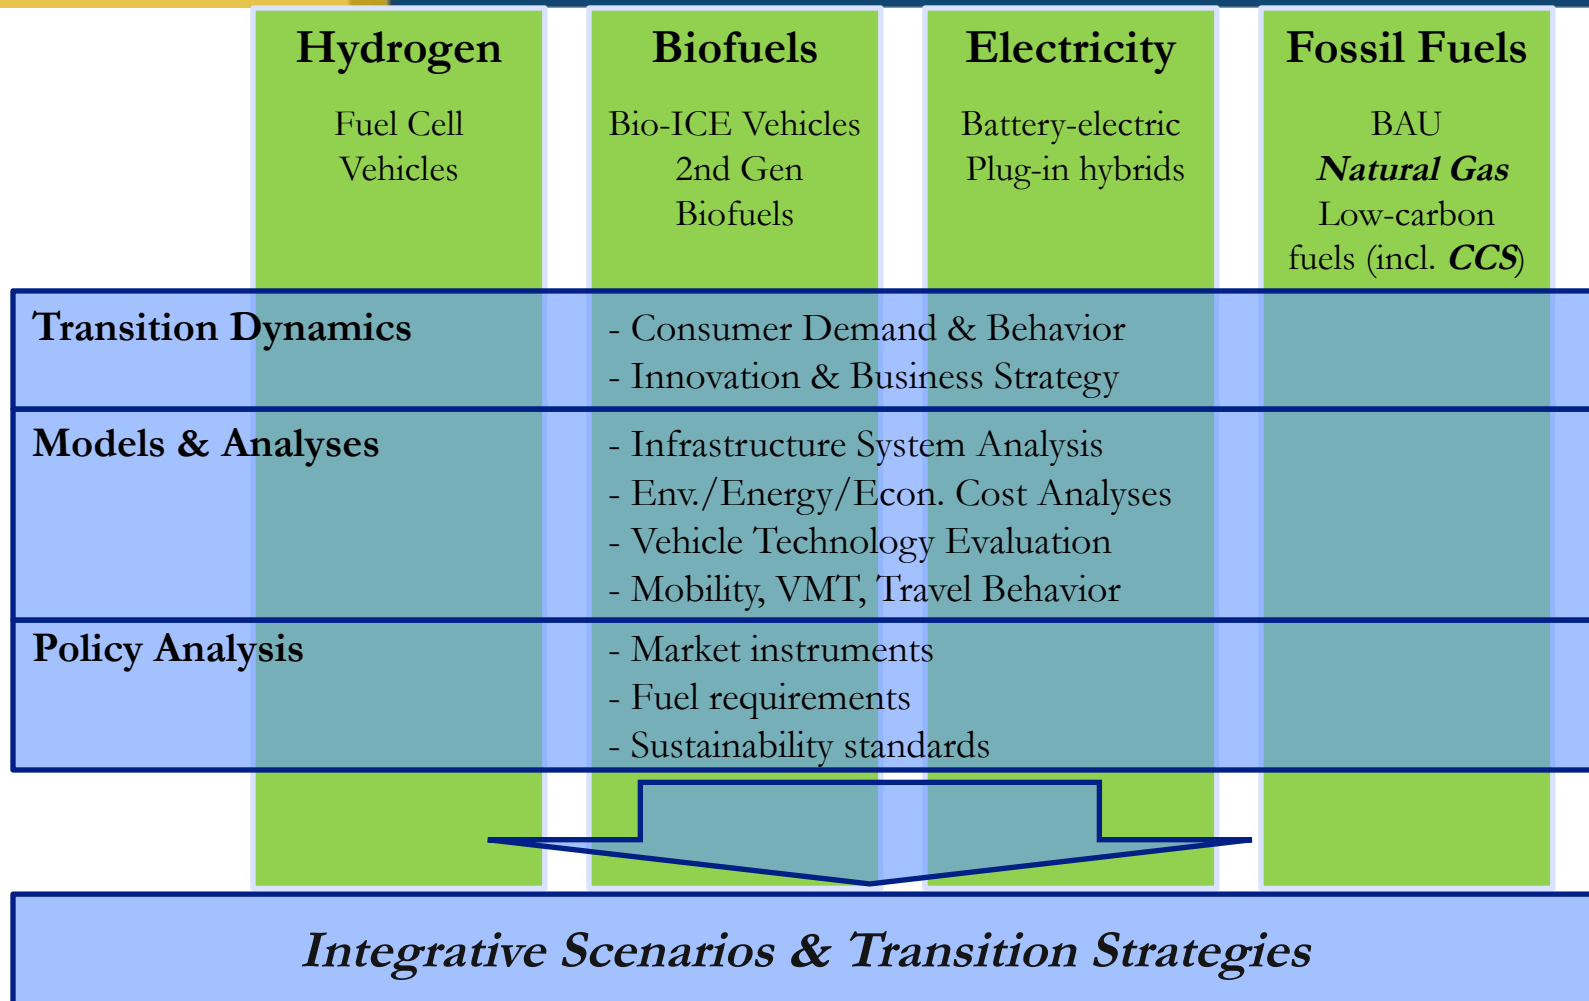 Hydrogen
Fuel Cell
Vehicles
Biofuels
Bio-ICE Vehicles
2nd Gen
Biofuels
Electricity
Battery-electric
Plug-in hybrids
Fossil Fuels
BAU
Natural Gas
Low-carbon
fuels (incl. CCS)
Transition Dynamics
- Consumer Demand & Behavior
- Innovation & Business Strategy
Models & Analyses
- Infrastructure System Analysis
- Env./Energy/Econ. Cost Analyses
- Vehicle Technology Evaluation
- Mobility, VMT, Travel Behavior
Policy Analysis
- Market instruments
- Fuel requirements
- Sustainability standards
Integrative Scenarios & Transition Strategies